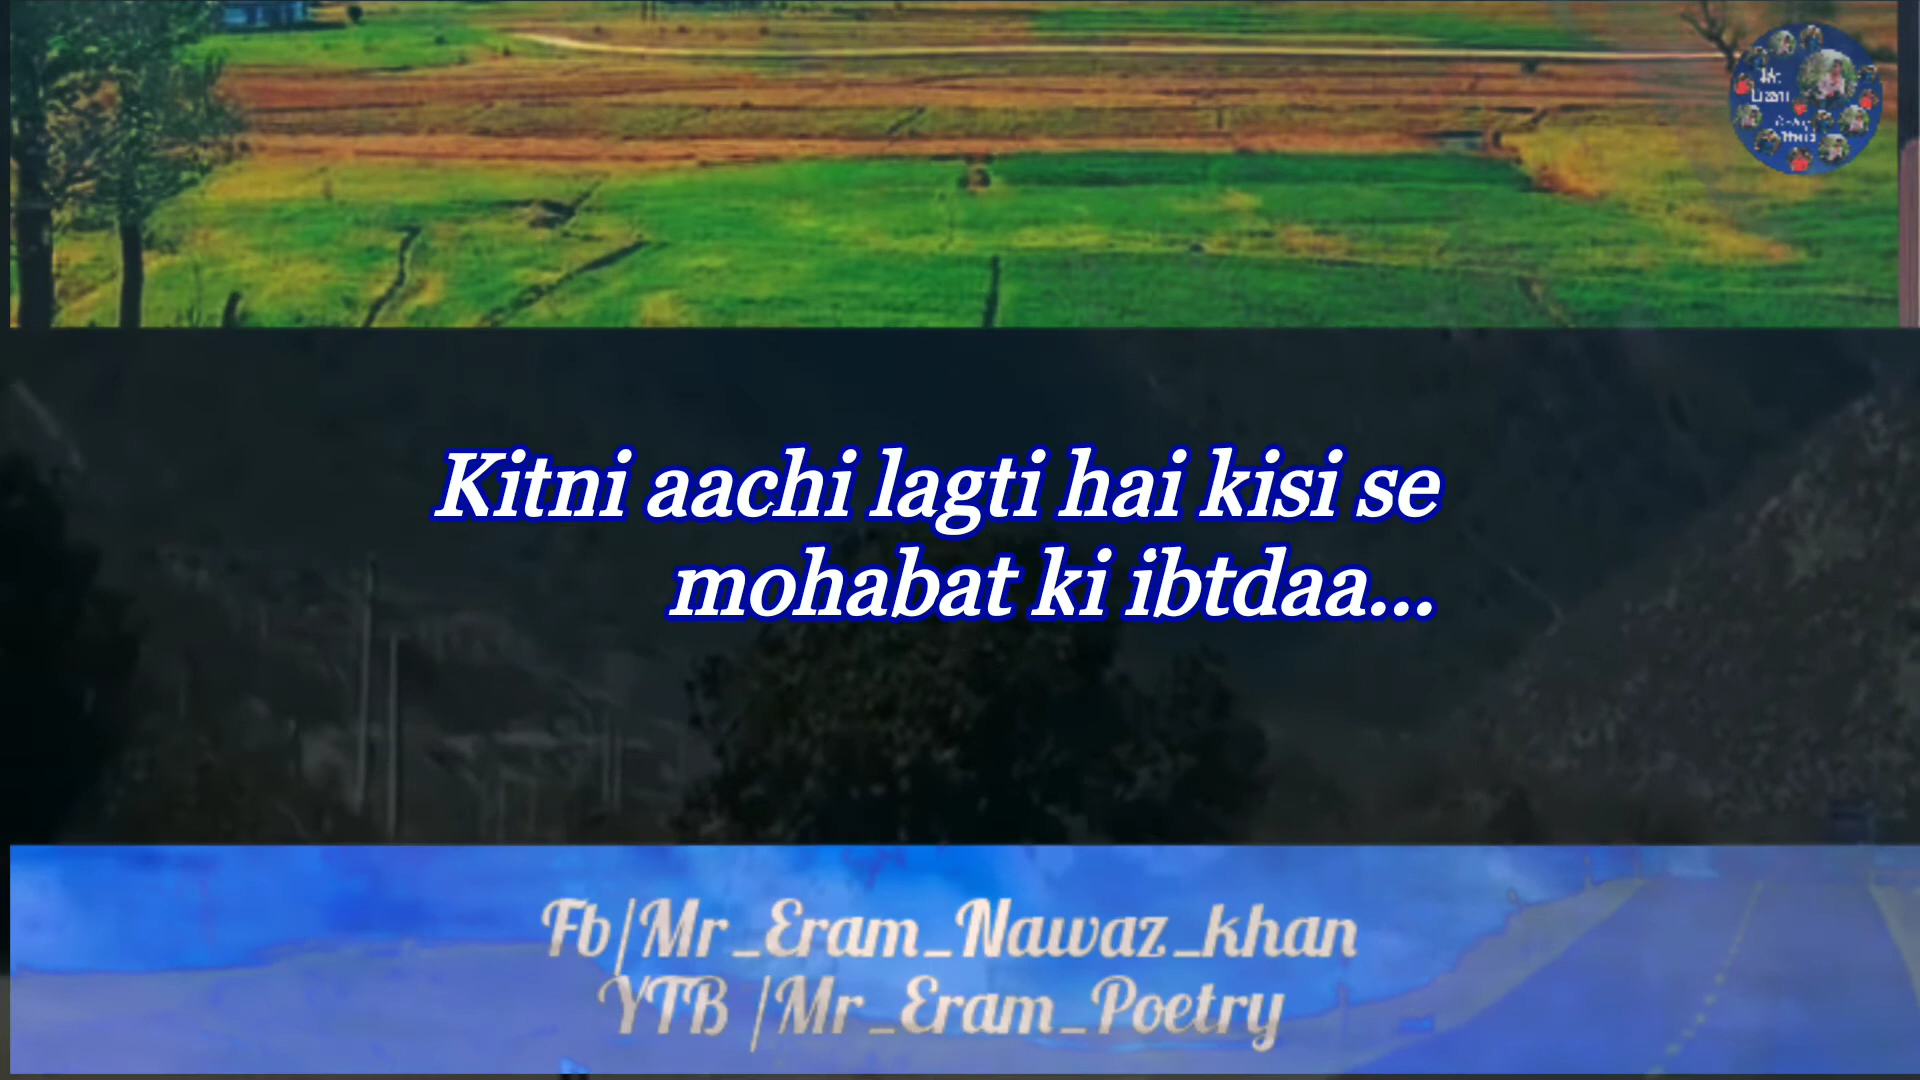 Kitni aachi lagti hai kisi se
mohabat ki ibtdaa...
Fb/Mr_Eram_Nawaz_khan
YTB /Mr_Eram_Poetry